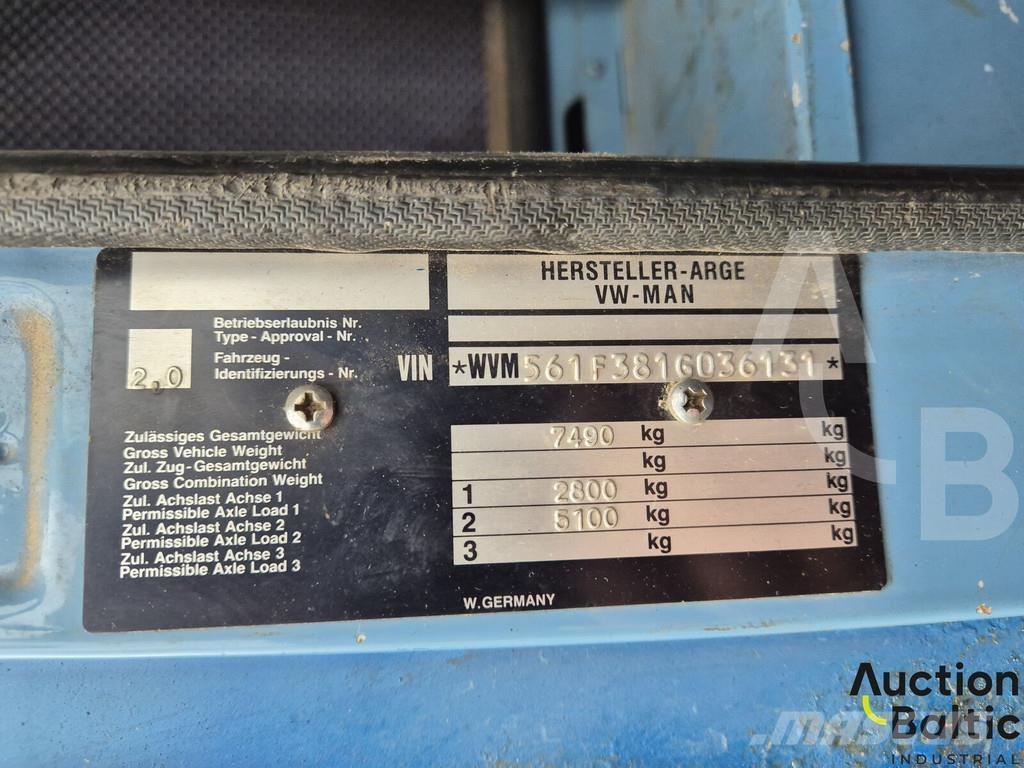 HERSTELLER-ARGE
VW-MAN
Betriebserlaubnis Nr.
Type - Approval - Nr.
2,0
Fahrzeug -
Identifizierungs - Nr.
VIN *WVM561F381G036131*
Zulässiges Gesamtgewicht
Gross Vehicle Weight
7490 kg kg
Zul. Zug-Gesamtgewicht
Gross Combination Weight
kg kg
Zul. Achslast Achse 1
Permissible Axle Load 1
1 2800 kg kg
Zul. Achslast Achse 2
Permissible Axle Load 2
2 5100 kg kg
Zul. Achslast Achse 3
Permissible Axle Load 3
3 kg kg
W. GERMANY
AB
Auction
Baltic
INDUSTRIAL